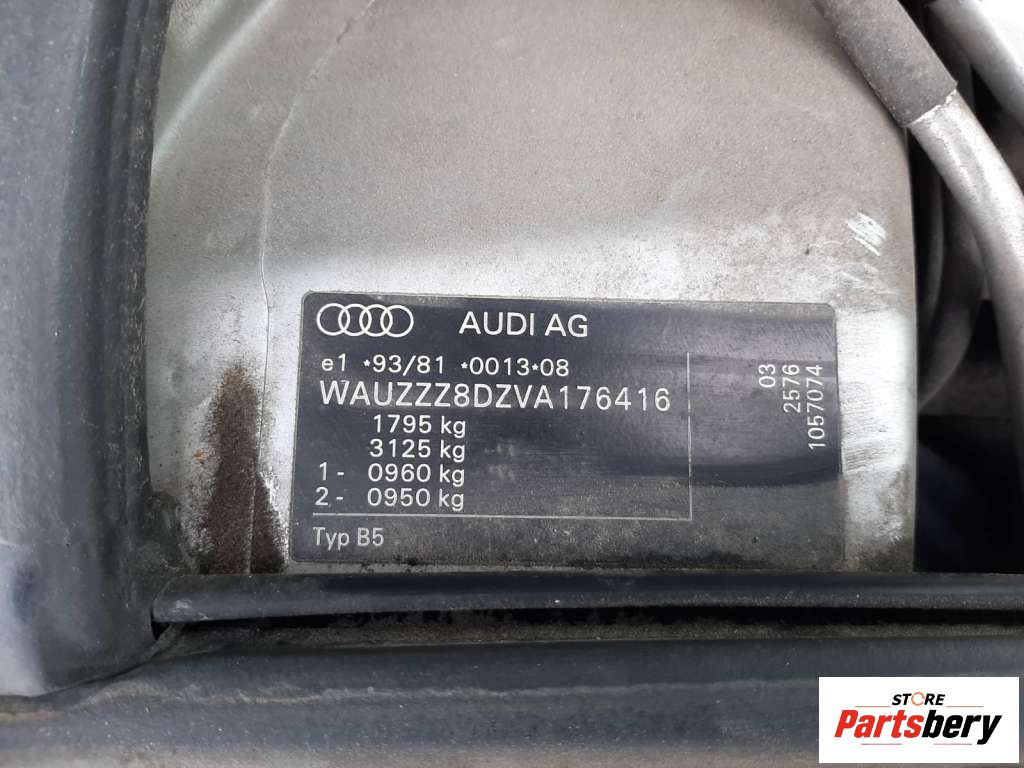 AUDI AG
e1 *93/81 *0013*08
WAUZZZ8DZVA176416
1795 kg
3125 kg
1- 0960 kg
2- 0950 kg
Typ B5
03
2576
1057074
STORE
Partsbery